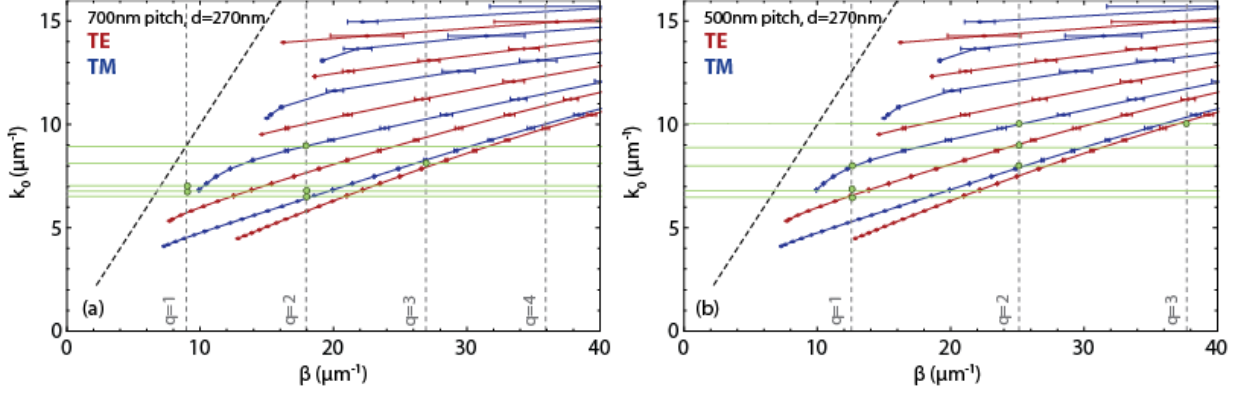 700nm pitch, d=270nm
TE
TM
15
10
5
0
k₀ (μm⁻¹)
(a)
q=1
q=2
q=3
q=4
0
10
20
30
40
β (μm⁻¹)
500nm pitch, d=270nm
TE
TM
15
10
5
0
k₀ (μm⁻¹)
(b)
q=1
q=2
q=3
0
10
20
30
40
β (μm⁻¹)